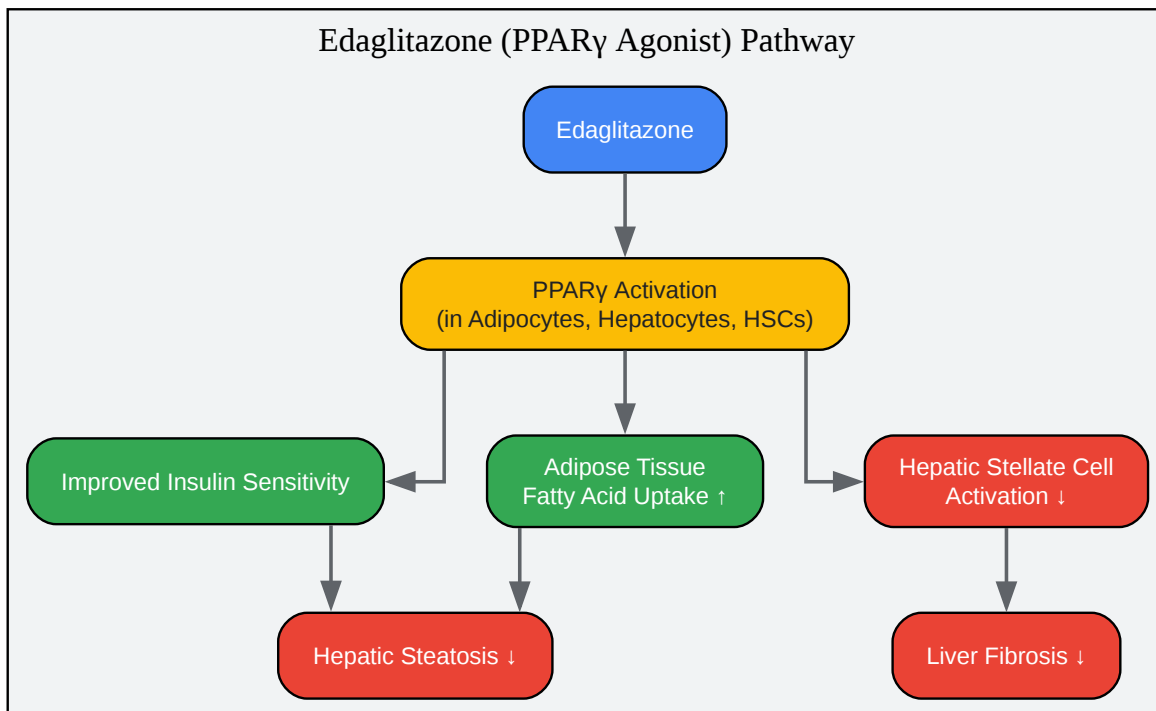 Edaglitazone (PPARγ Agonist) Pathway
Edaglitazone
PPARγ Activation
(in Adipocytes, Hepatocytes, HSCs)
Improved Insulin Sensitivity
Adipose Tissue
Fatty Acid Uptake ↑
Hepatic Stellate Cell
Activation ↓
Hepatic Steatosis ↓
Liver Fibrosis ↓